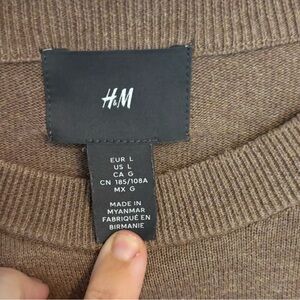 H&M
EUR L
US L
CA G
CN 185/108A
MX G
MADE IN
MYANMAR
FABRIQUÉ EN
BIRMANIE